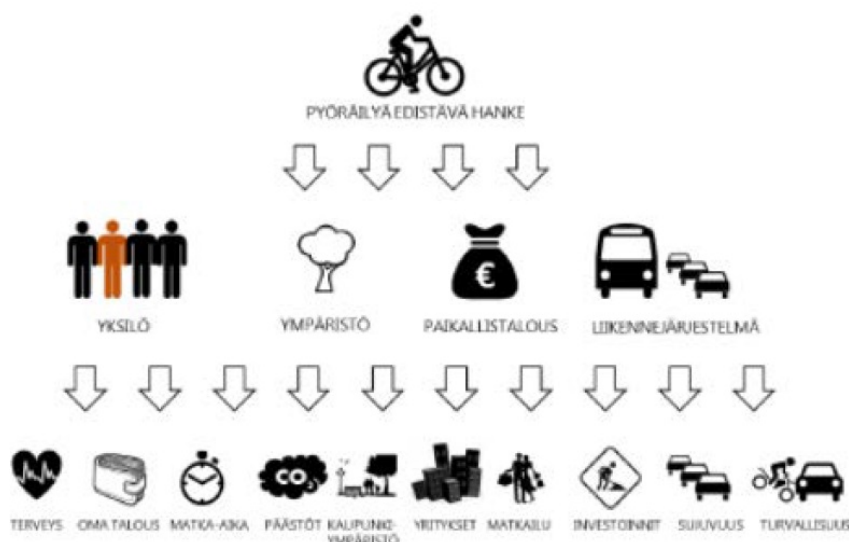 PYÖRÄILYÄ EDISTÄVÄ HANKE
YKSILÖ
YMPÄRISTÖ
€
PAIKALLISTALOUS
LIIKENNEJÄRJESTELMÄ
CO₂
TERVEYS
OMA TALOUS
MATKA-AIKA
PÄÄSTÖT
KAUPUNKI-
YMPÄRISTÖ
YRITYKSET
MATKAILU
INVESTOINNIT
SUJUVUUS
TURVALLISUUS